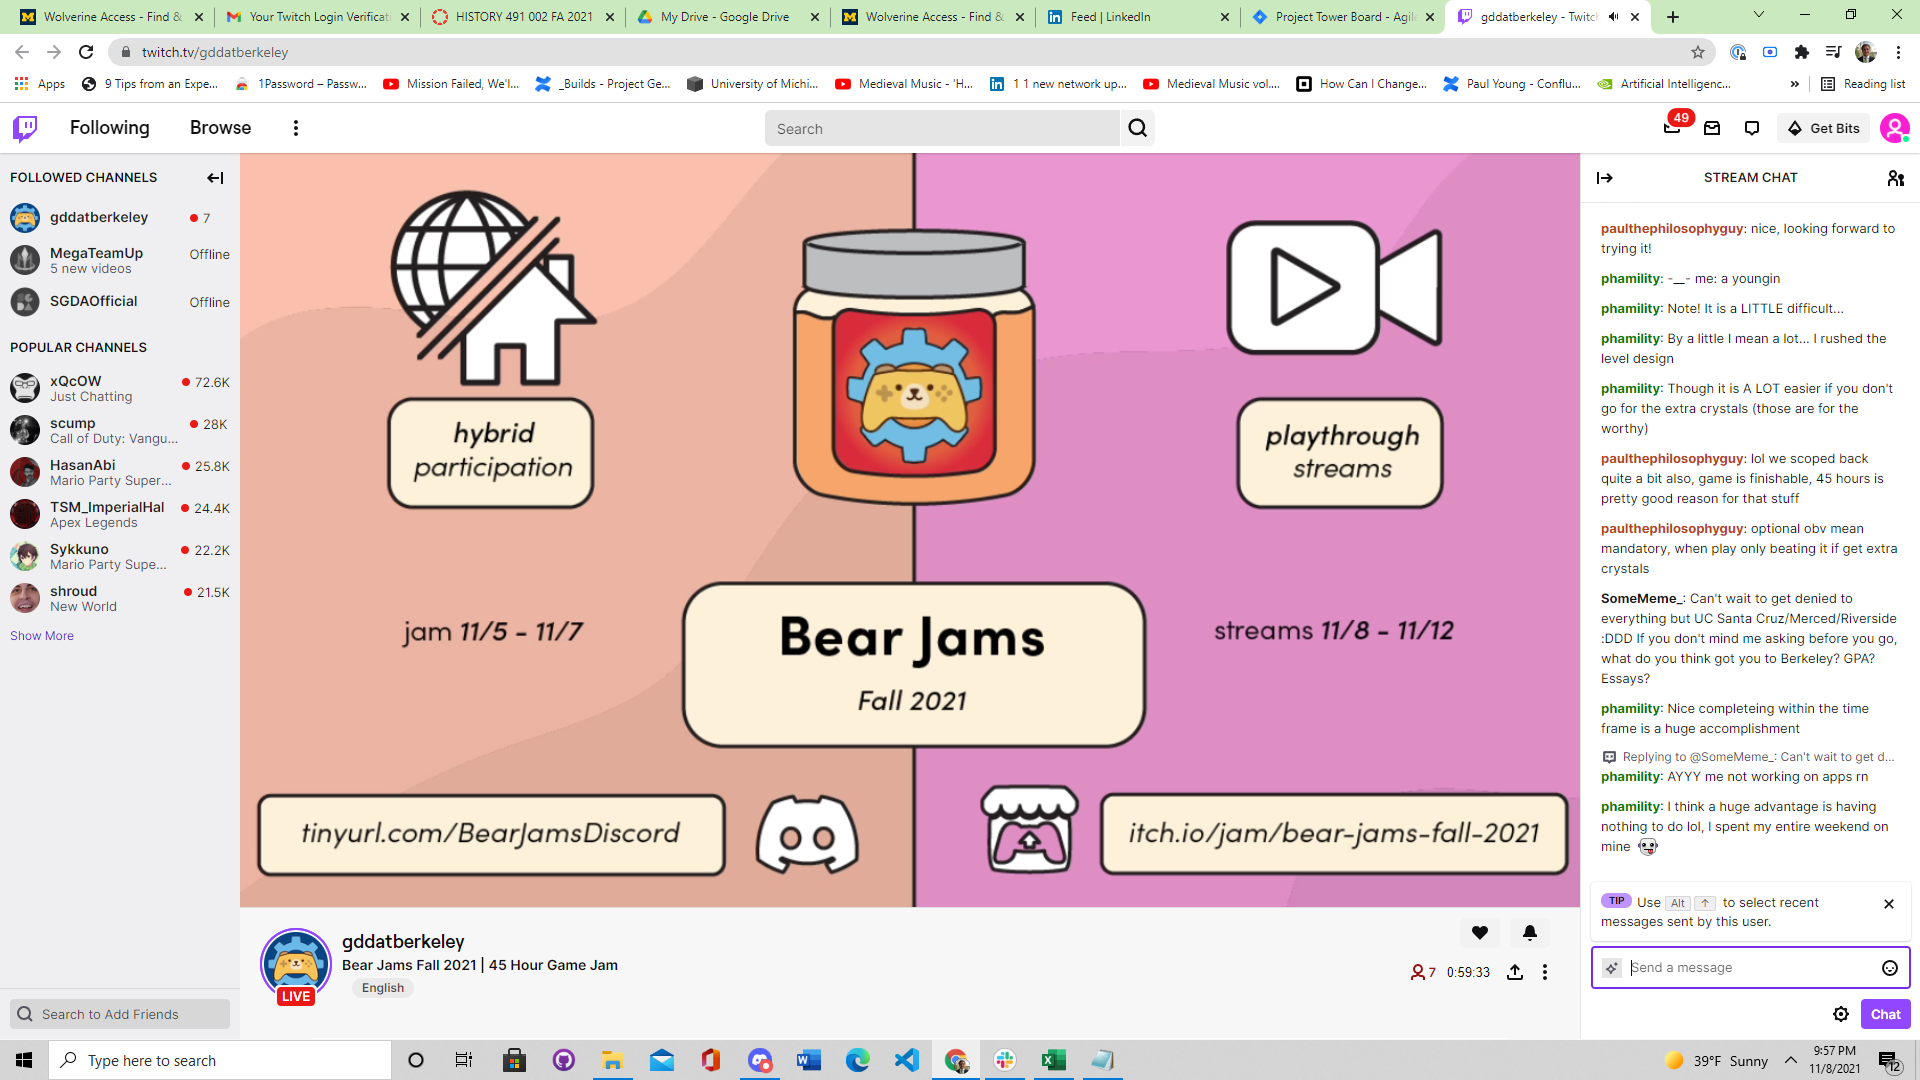 Wolverine Access - Find &
Your Twitch Login Verificati
HISTORY 491 002 FA 2021
My Drive - Google Drive
Wolverine Access - Find &
Feed | LinkedIn
Project Tower Board - Agil
gddatberkeley - Twitch
twitch.tv/gddatberkeley
Apps
9 Tips from an Expe...
1Password – Passw...
Mission Failed, We'l...
_Builds - Project Ge...
University of Michi...
Medieval Music - 'H...
1 1 new network up...
Medieval Music vol....
How Can I Change...
Paul Young - Conflu...
Artificial Intelligenc...
»
Reading list
Following
Browse
Search
49
Get Bits
FOLLOWED CHANNELS
gddatberkeley
7
MegaTeamUp
Offline
5 new videos
SGDAOfficial
Offline
POPULAR CHANNELS
xQcOW
72.6K
Just Chatting
scump
28K
Call of Duty: Vangu...
HasanAbi
25.8K
Mario Party Super...
TSM_ImperialHal
24.4K
Apex Legends
Sykkuno
22.2K
Mario Party Supe...
shroud
21.5K
New World
Show More
Search to Add Friends
hybrid
participation
playthrough
streams
jam 11/5 - 11/7
Bear Jams
Fall 2021
streams 11/8 - 11/12
tinyurl.com/BearJamsDiscord
itch.io/jam/bear-jams-fall-2021
LIVE
gddatberkeley
Bear Jams Fall 2021 | 45 Hour Game Jam
English
7
0:59:33
STREAM CHAT
paulthephilosophyguy: nice, looking forward to
trying it!
phamility: -__- me: a youngin
phamility: Note! It is a LITTLE difficult...
phamility: By a little I mean a lot... I rushed the
level design
phamility: Though it is A LOT easier if you don't
go for the extra crystals (those are for the
worthy)
paulthephilosophyguy: lol we scoped back
quite a bit also, game is finishable, 45 hours is
pretty good reason for that stuff
paulthephilosophyguy: optional obv mean
mandatory, when play only beating it if get extra
crystals
SomeMeme_: Can't wait to get denied to
everything but UC Santa Cruz/Merced/Riverside
:DDD If you don't mind me asking before you go,
what do you think got you to Berkeley? GPA?
Essays?
phamility: Nice completeing within the time
frame is a huge accomplishment
Replying to @SomeMeme_: Can't wait to get d...
phamility: AYYY me not working on apps rn
phamility: I think a huge advantage is having
nothing to do lol, I spent my entire weekend on
mine
TIP Use Alt ↑ to select recent
messages sent by this user.
Send a message
Chat
Type here to search
39°F Sunny
9:57 PM
11/8/2021
12